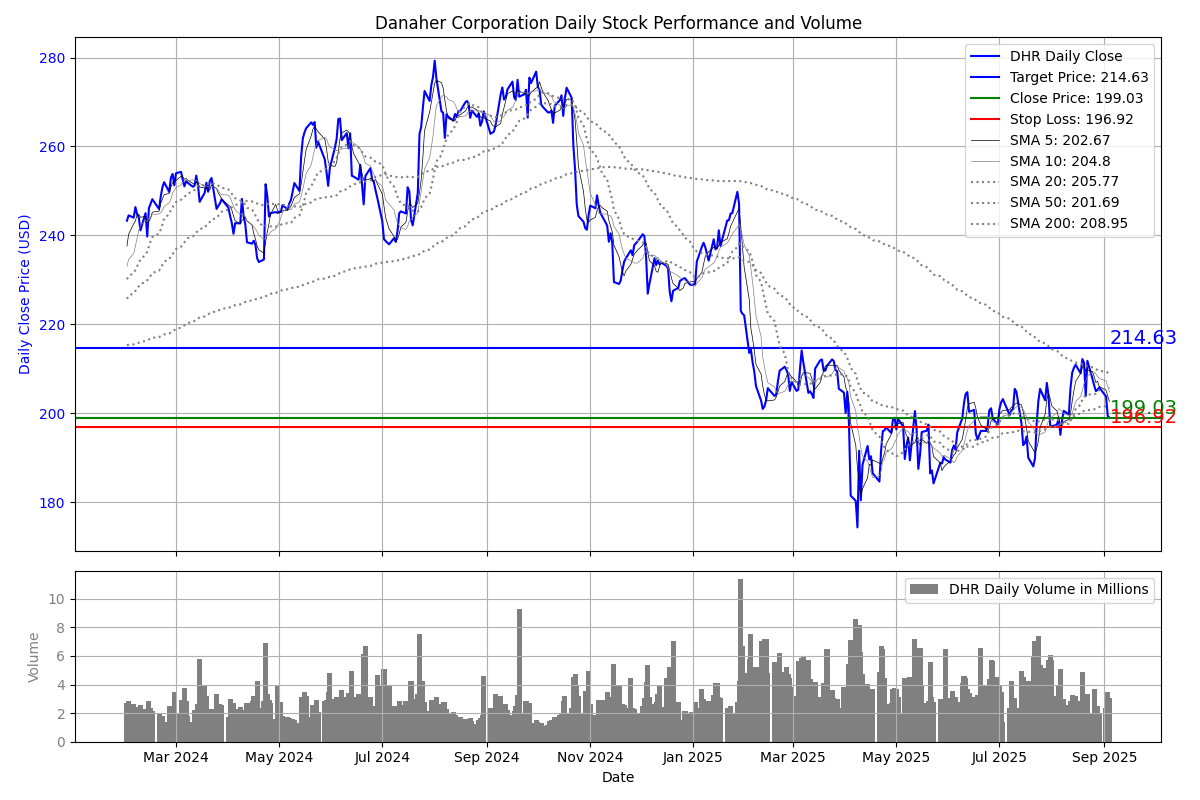 Danaher Corporation Daily Stock Performance and Volume
Daily Close Price (USD)
280
260
240
220
200
180
DHR Daily Close
Target Price: 214.63
Close Price: 199.03
Stop Loss: 196.92
SMA 5: 202.67
SMA 10: 204.8
SMA 20: 205.77
SMA 50: 201.69
SMA 200: 208.95
214.63
199.03
196.92
Volume
10
8
6
4
2
0
DHR Daily Volume in Millions
Mar 2024 May 2024 Jul 2024 Sep 2024 Nov 2024 Jan 2025 Mar 2025 May 2025 Jul 2025 Sep 2025
Date